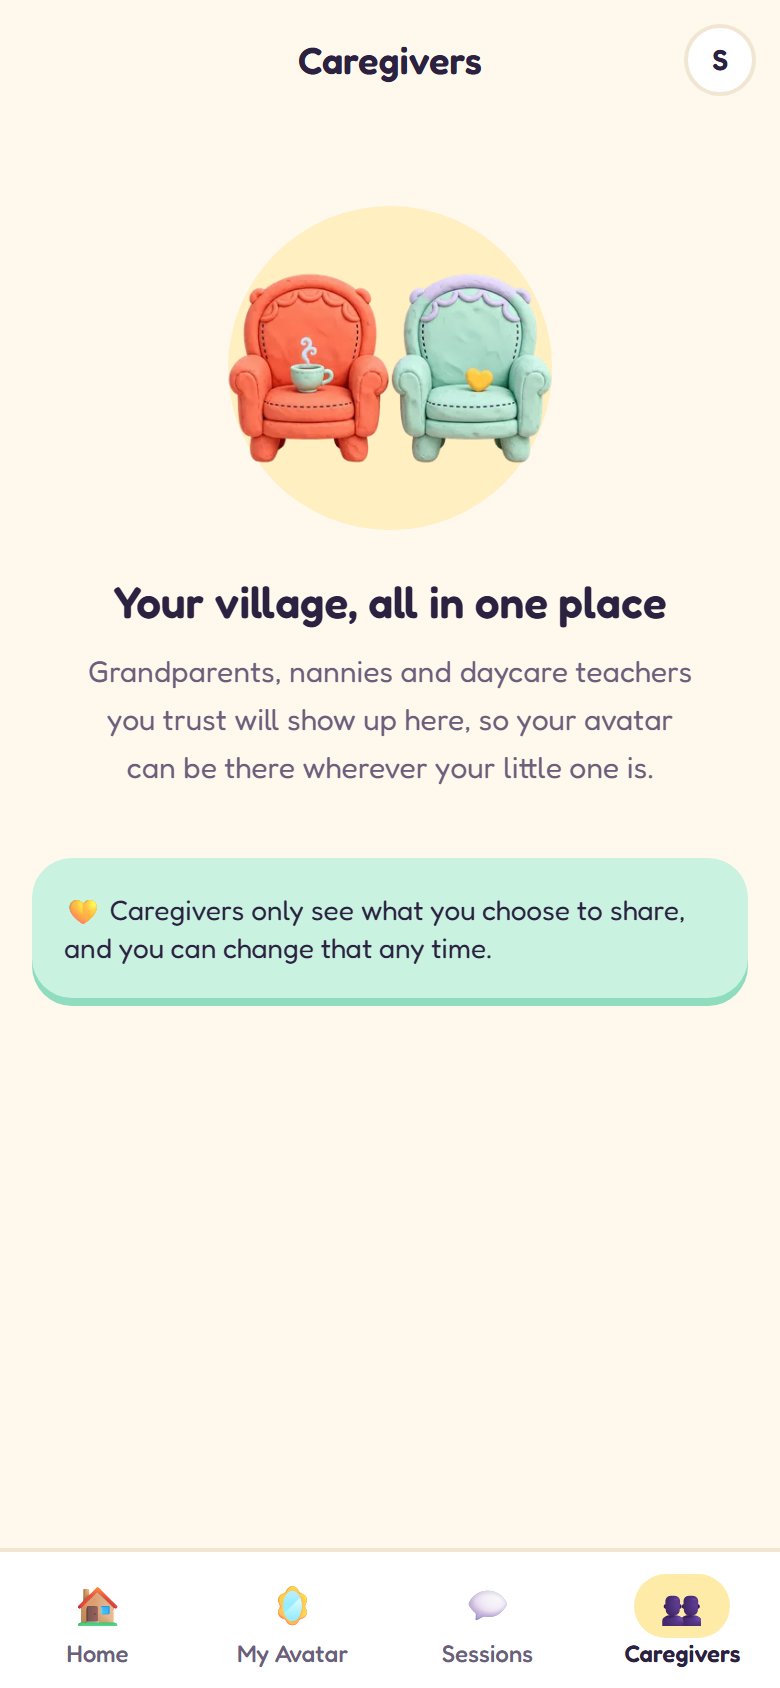 Caregivers
S
Your village, all in one place
Grandparents, nannies and daycare teachers
you trust will show up here, so your avatar
can be there wherever your little one is.
💛 Caregivers only see what you choose to share,
and you can change that any time.
Home
My Avatar
Sessions
Caregivers